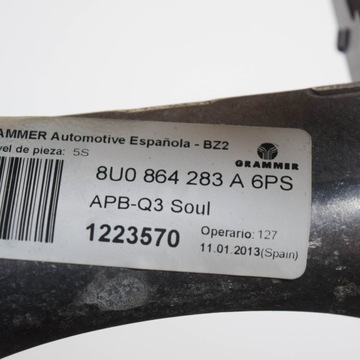 AMMER Automotive Española - BZ2
vel de pieza: 5S
GRAMMER
8U0 864 283 A 6PS
APB-Q3 Soul
1223570
Operario: 127
11.01.2013(Spain)